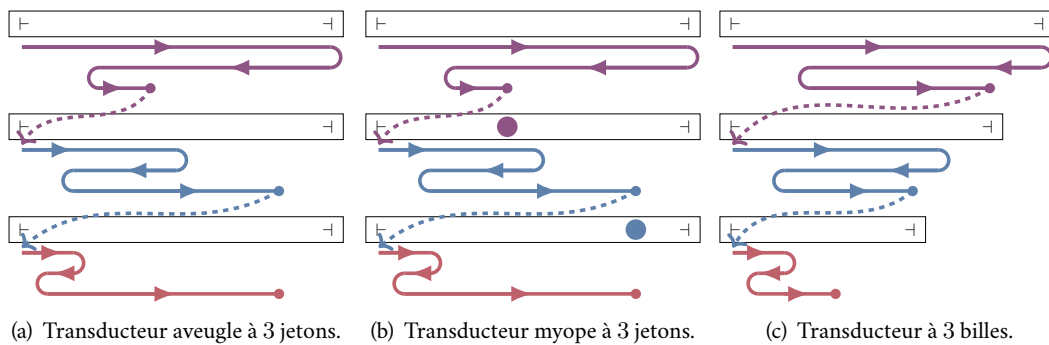 ⊢ ⊣ ⊢ ⊣ ⊢ ⊣
⊢ ⊣ ⊢ ⊣ ⊢ ⊣
⊢ ⊣ ⊢ ⊣ ⊢ ⊣
(a) Transducteur aveugle à 3 jetons. (b) Transducteur myope à 3 jetons. (c) Transducteur à 3 billes.